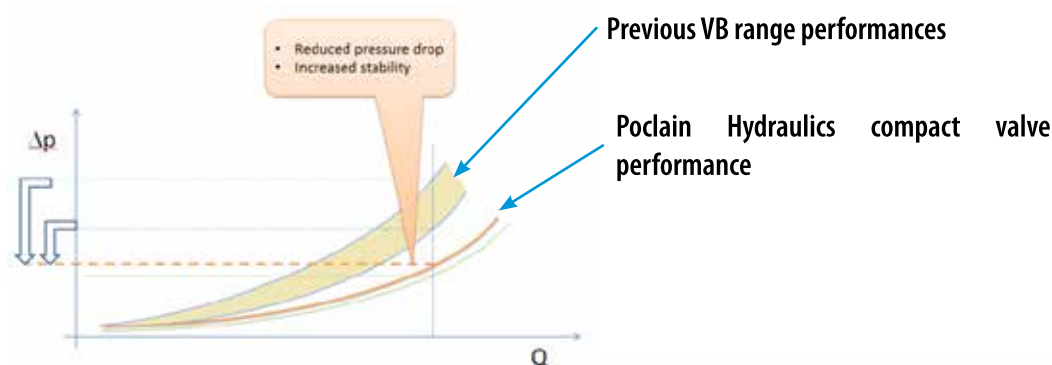 Previous VB range performances
• Reduced pressure drop
• Increased stability
Poclain Hydraulics compact valve
performance
Δp
Q